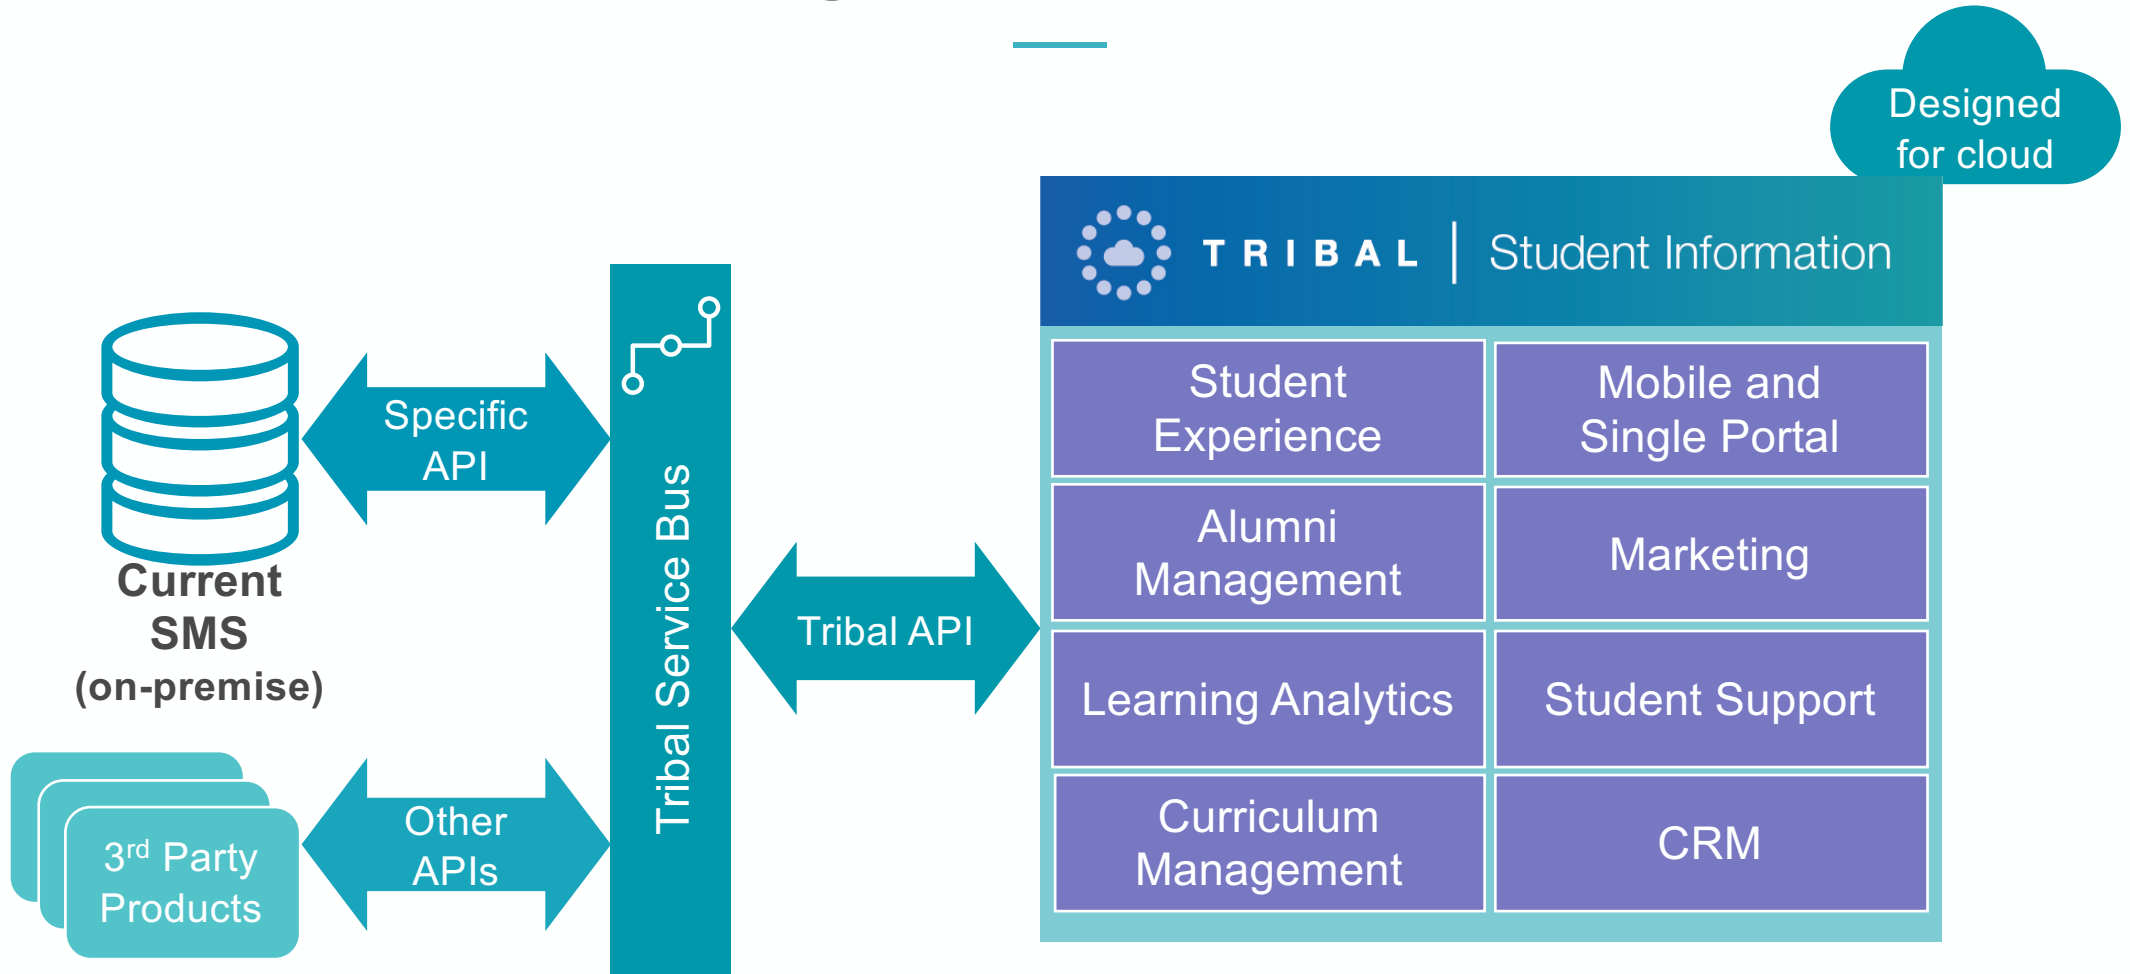 Designed
for cloud
TRIBAL | Student Information
Student
Experience
Mobile and
Single Portal
Alumni
Management
Marketing
Learning Analytics
Student Support
Curriculum
Management
CRM
Tribal API
Tribal Service Bus
Specific
API
Other
APIs
Current
SMS
(on-premise)
3rd Party
Products